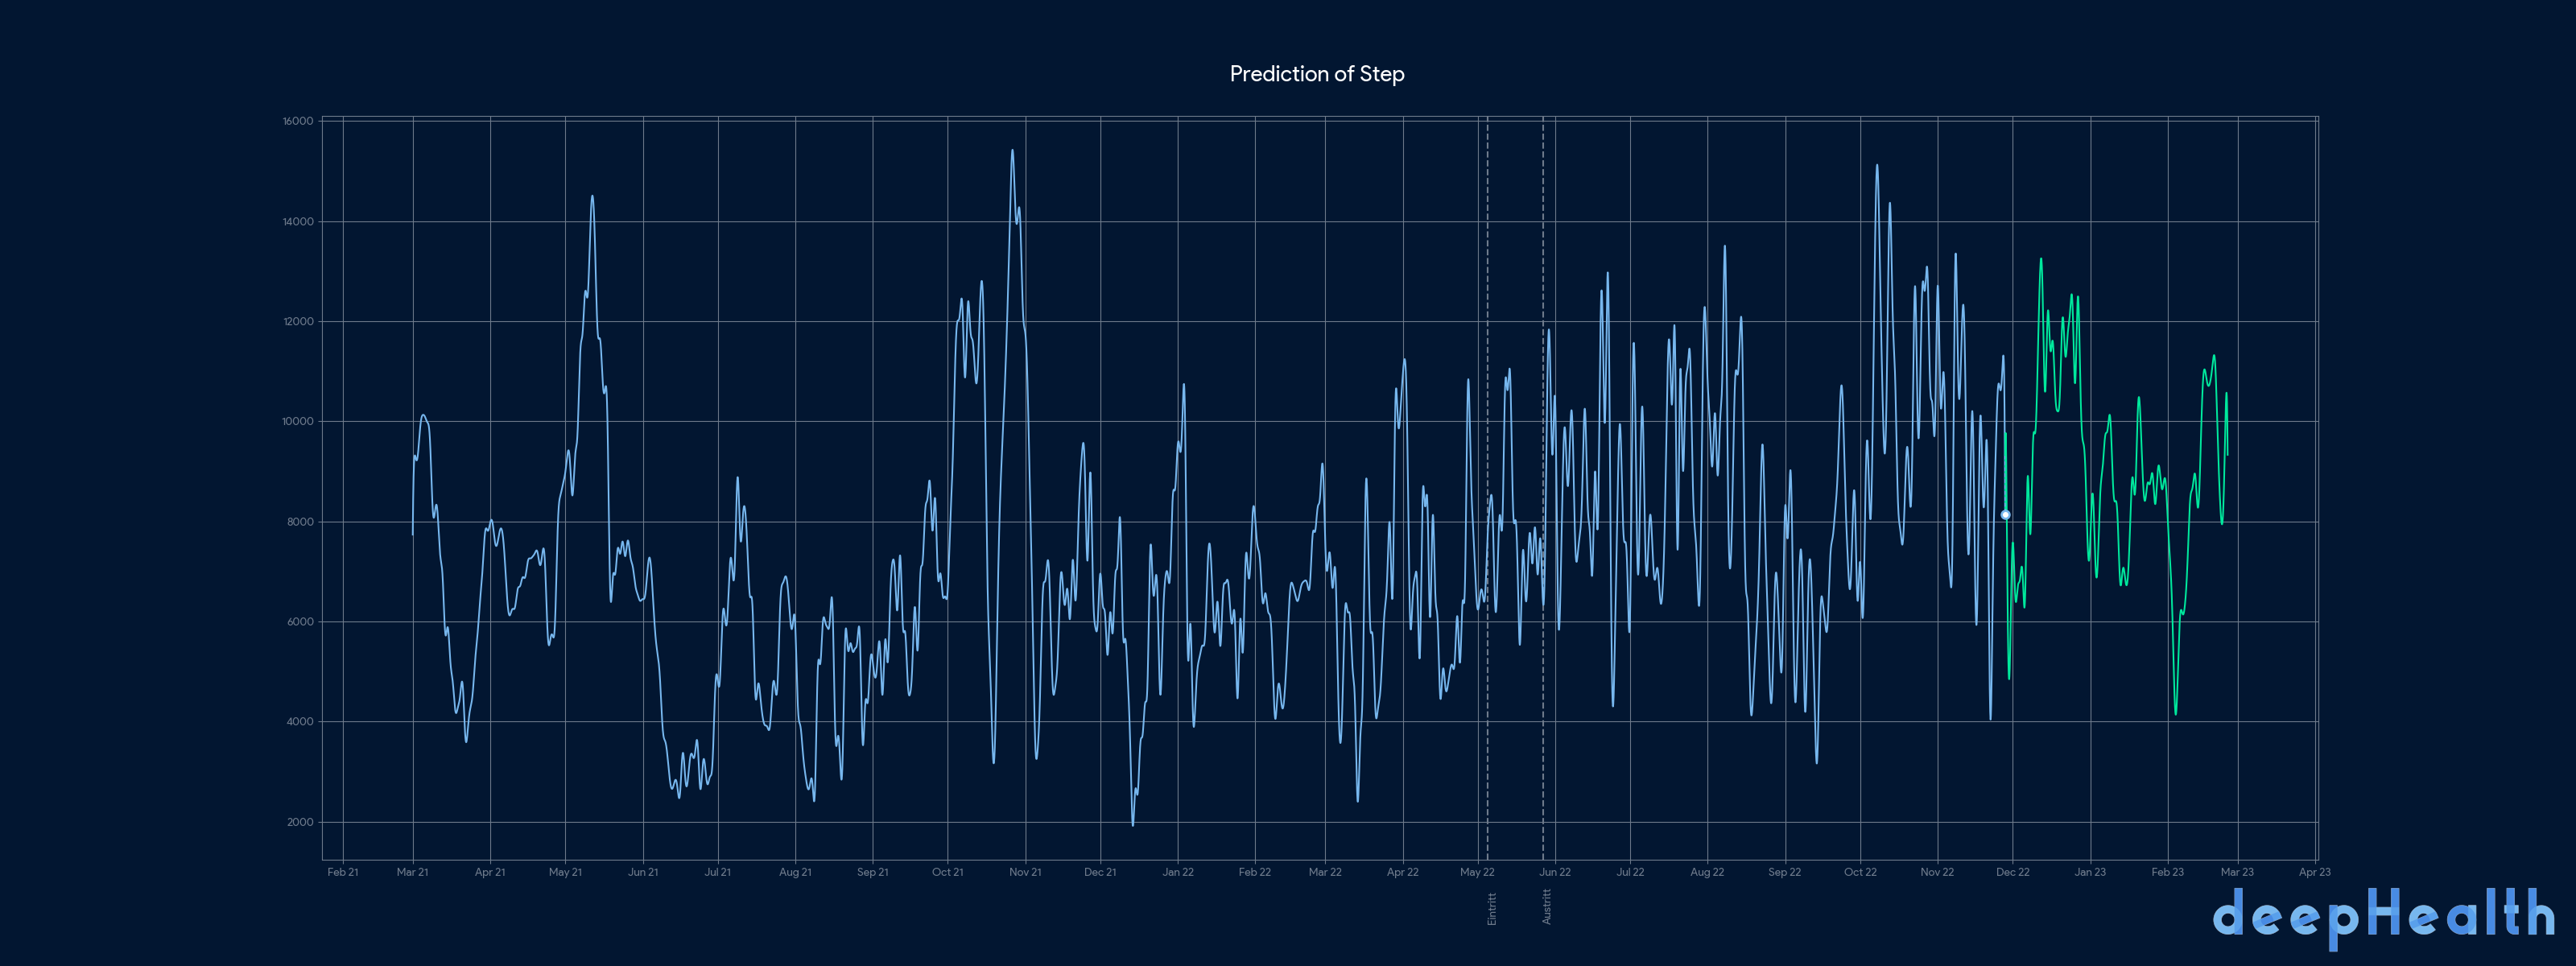 Prediction of Step
16000
14000
12000
10000
8000
6000
4000
2000
Feb 21 Mar 21 Apr 21 May 21 Jun 21 Jul 21 Aug 21 Sep 21 Oct 21 Nov 21 Dec 21 Jan 22 Feb 22 Mar 22 Apr 22 May 22 Jun 22 Jul 22 Aug 22 Sep 22 Oct 22 Nov 22 Dec 22 Jan 23 Feb 23 Mar 23 Apr 23
Eintritt
Austritt
deepHealth